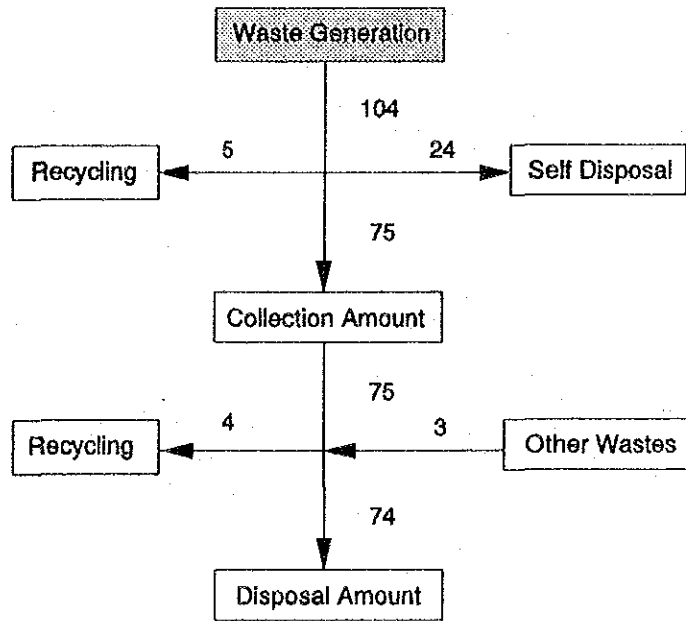 Waste Generation
104
5
24
Recycling
Self Disposal
75
Collection Amount
75
4
3
Recycling
Other Wastes
74
Disposal Amount